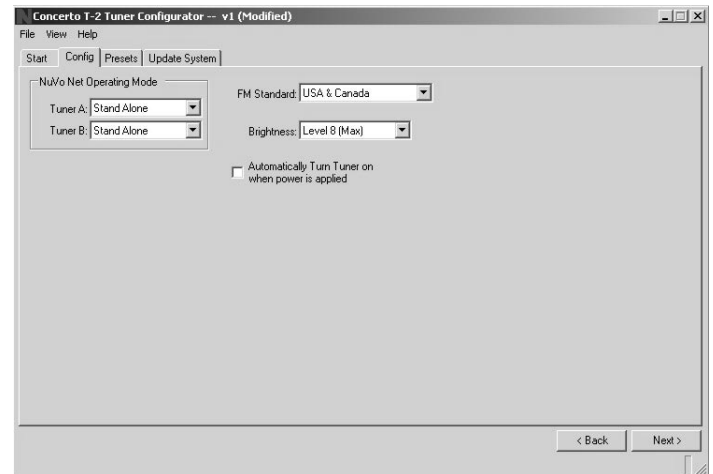 Concerto T-2 Tuner Configurator -- v1 (Modified)
File View Help
Start Config Presets Update System
NuVo Net Operating Mode
Tuner A: Stand Alone
Tuner B: Stand Alone
FM Standard: USA & Canada
Brightness: Level 8 (Max)
Automatically Turn Tuner on
when power is applied
< Back Next >